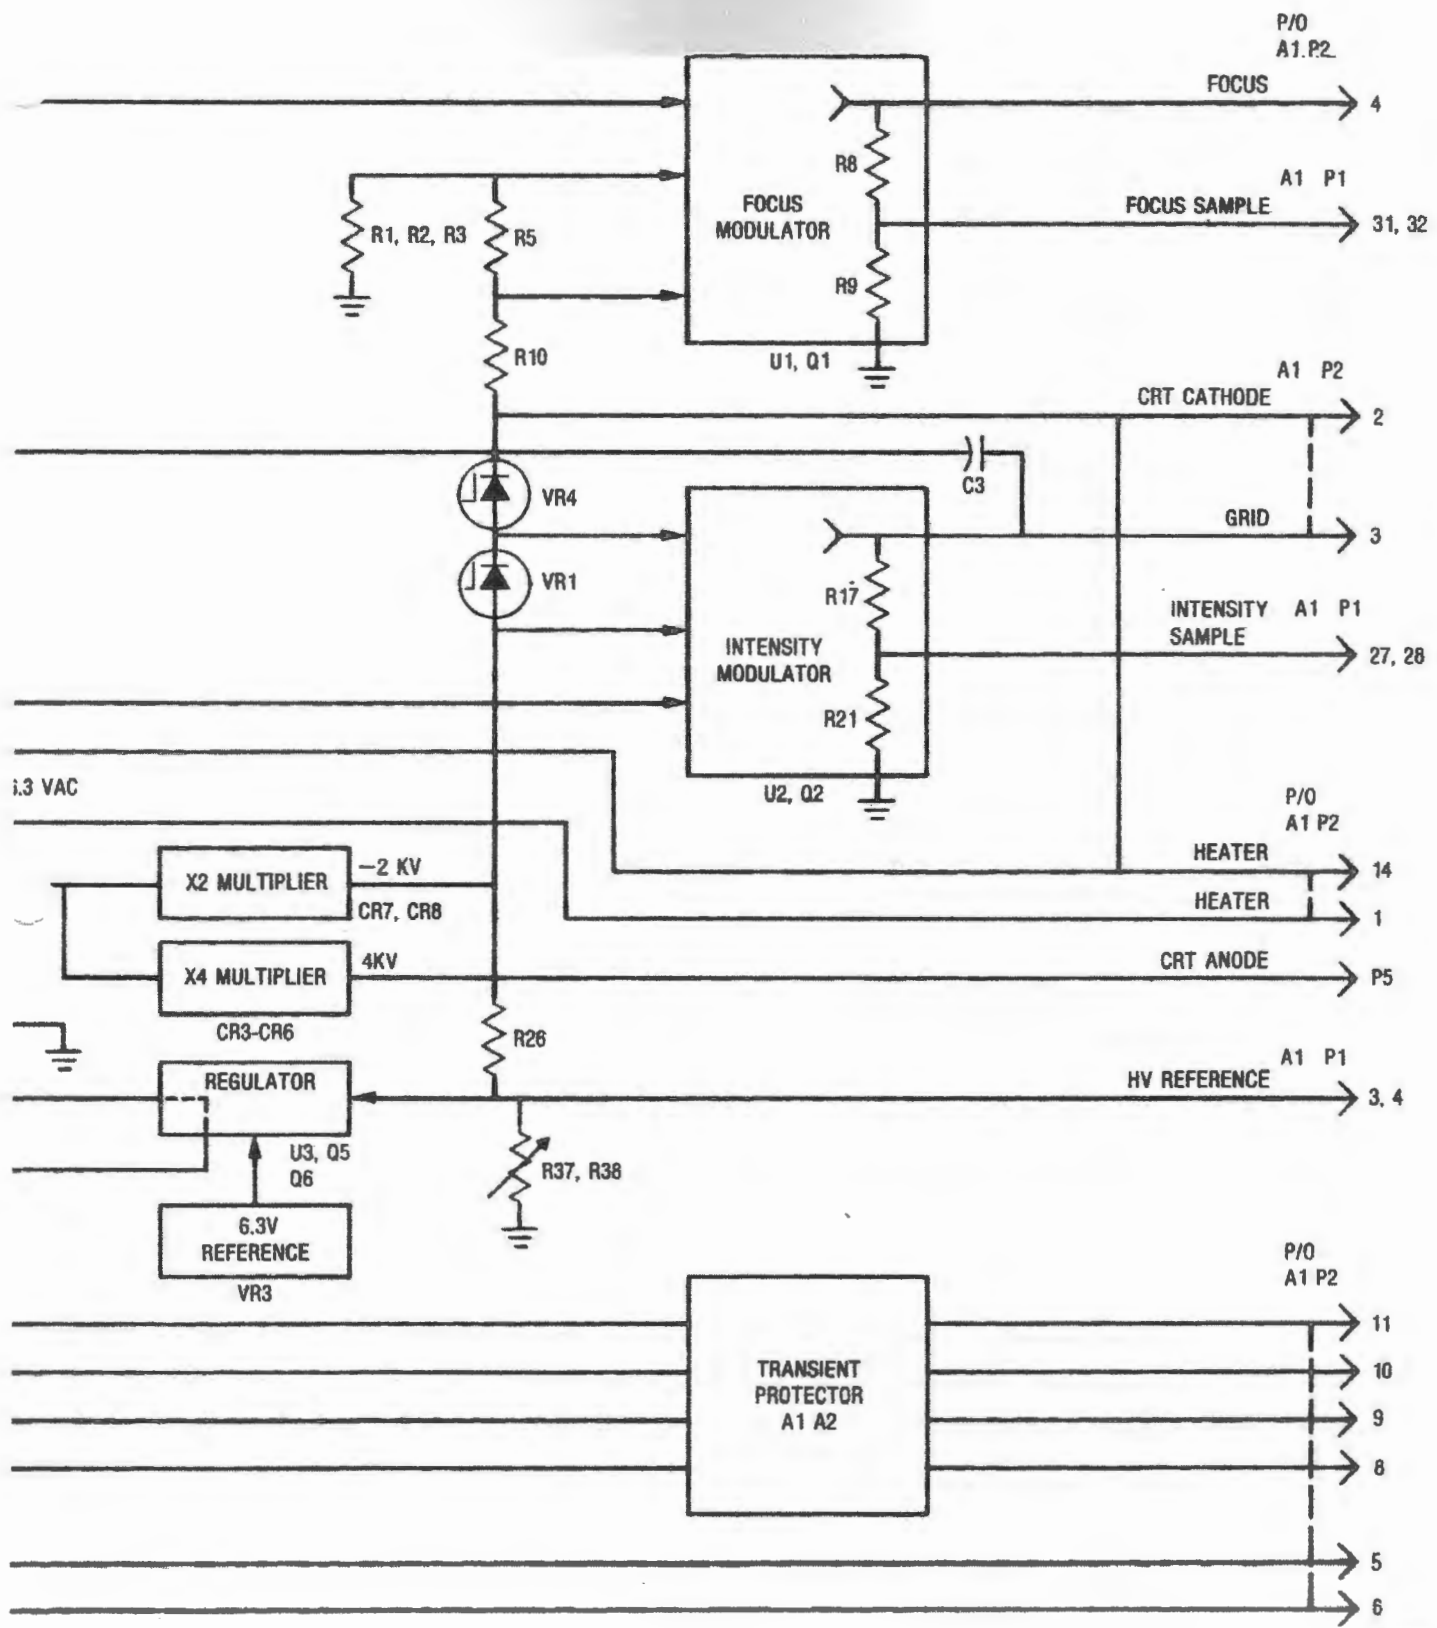 P/O
A1 P2
FOCUS
4
R8
A1 P1
FOCUS
MODULATOR
FOCUS SAMPLE
31, 32
R1, R2, R3
R5
R9
R10
U1, Q1
A1 P2
CRT CATHODE
2
C3
VR4
GRID
3
VR1
R17
INTENSITY A1 P1
SAMPLE
27, 28
INTENSITY
MODULATOR
R21
.3 VAC
U2, Q2
P/O
A1 P2
HEATER
14
X2 MULTIPLIER
−2 KV
CR7, CR8
HEATER
1
X4 MULTIPLIER
4KV
CRT ANODE
P5
CR3-CR6
R26
A1 P1
REGULATOR
HV REFERENCE
3, 4
U3, Q5
Q6
R37, R38
6.3V
REFERENCE
VR3
P/O
A1 P2
11
TRANSIENT
PROTECTOR
A1 A2
10
9
8
5
6